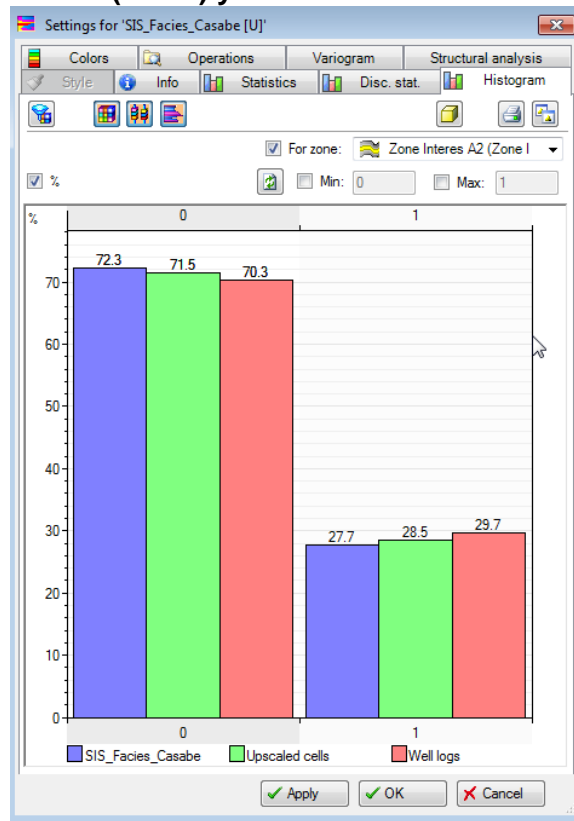 Settings for 'SIS_Facies_Casabe [U]'
Colors Operations Variogram Structural analysis
Style Info Statistics Disc. stat. Histogram
For zone: Zone Interes A2 (Zone I
% Min: 0 Max: 1
% 0 1
72.3 71.5 70.3
70
60
50
40
30
27.7 28.5 29.7
20
10
0
0 1
SIS_Facies_Casabe Upscaled cells Well logs
Apply OK Cancel